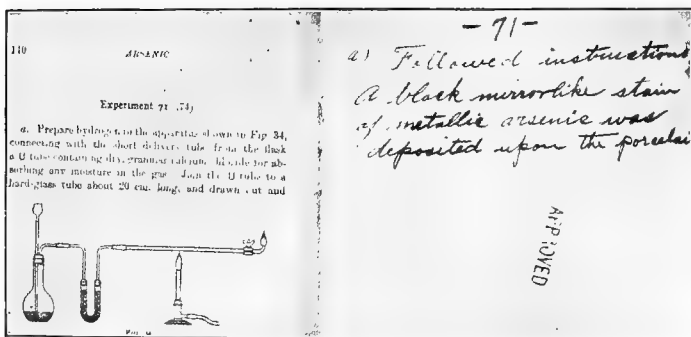 140
ARSENIC
Experiment 71
a. Prepare hydrogen in the apparatus shown in Fig. 34,
connecting with the short delivery tube from the flask
a U tube containing dry, granular calcium for ab-
sorbing any moisture in the gas Join the U tube to a
hard-glass tube about 20 cm. long, and drawn out and
- 71 -
a) Followed instructions
A black mirrorlike stain
of metallic arsenic was
deposited upon the porcelai
APPROVED